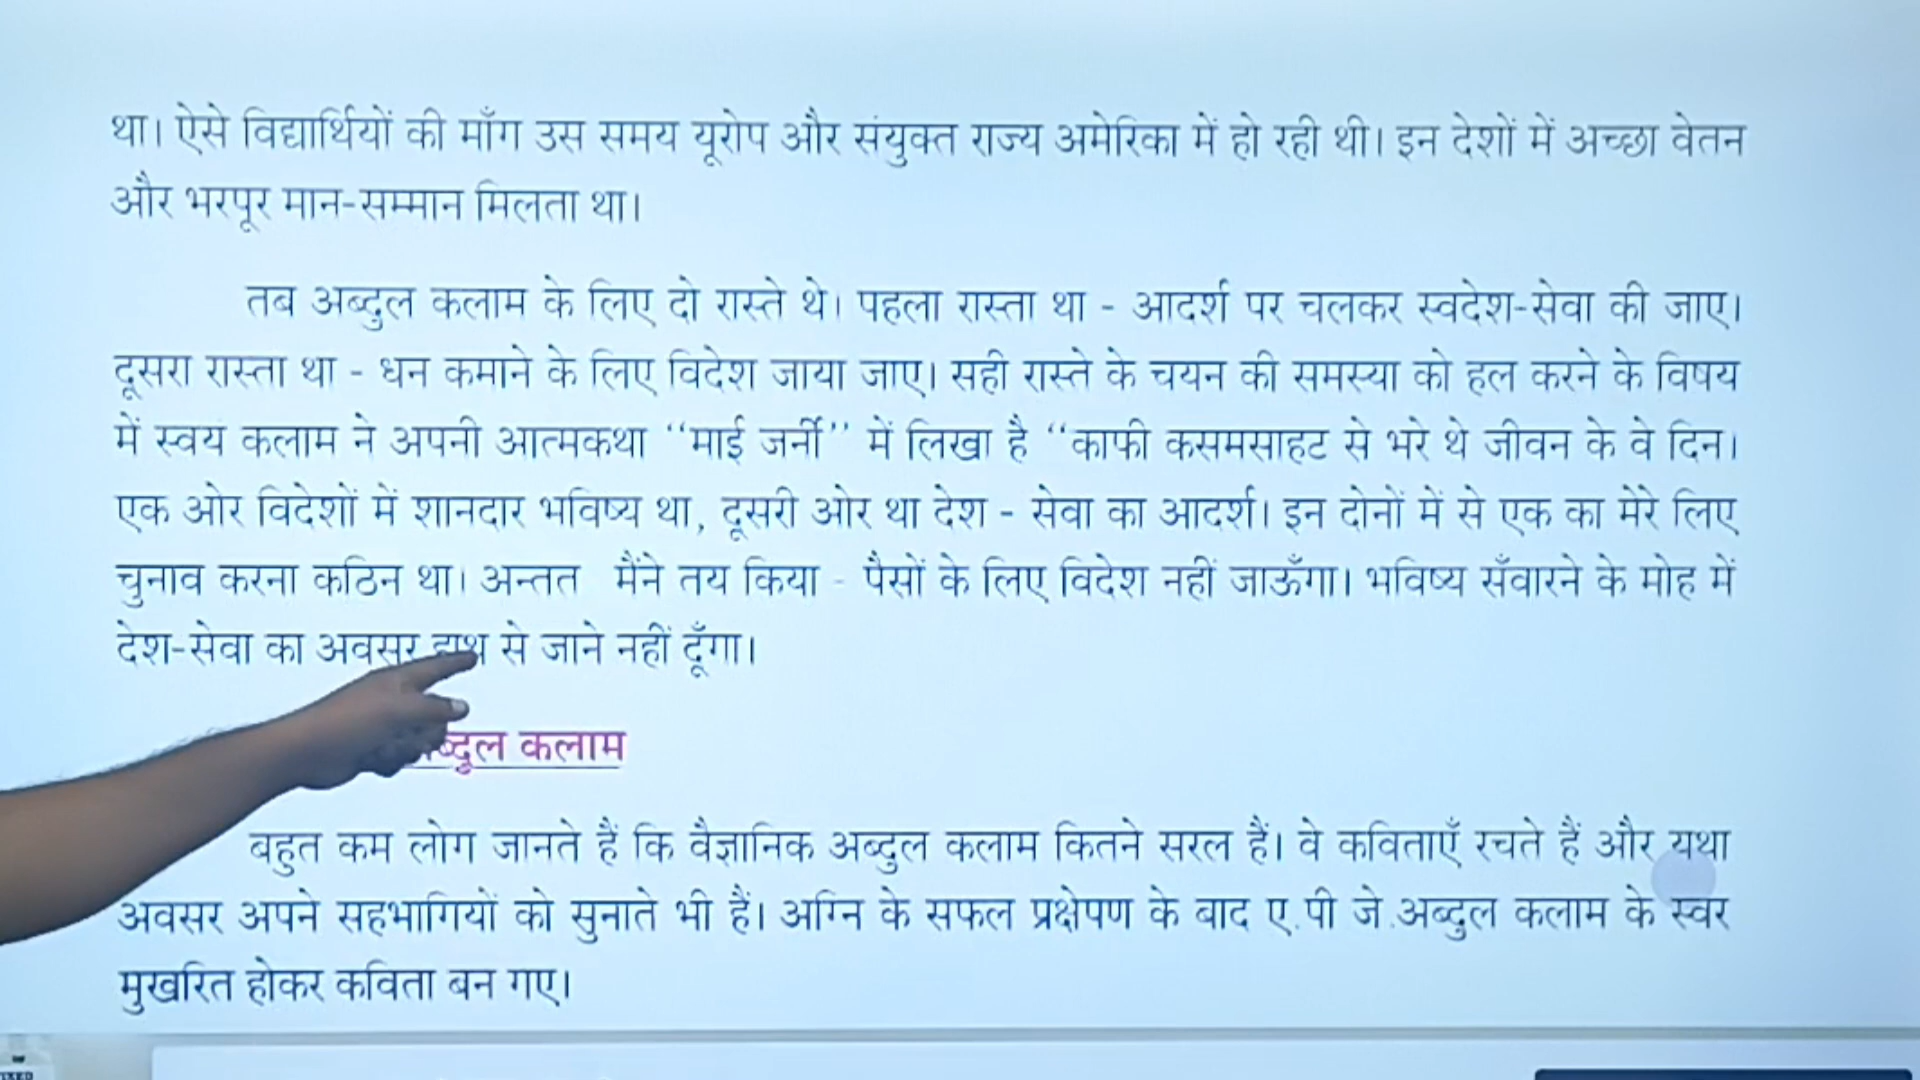 था। ऐसे विद्यार्थियों की माँग उस समय यूरोप और संयुक्त राज्य अमेरिका में हो रही थी। इन देशों में अच्छा वेतन
और भरपूर मान-सम्मान मिलता था।
तब अब्दुल कलाम के लिए दो रास्ते थे। पहला रास्ता था - आदर्श पर चलकर स्वदेश-सेवा की जाए।
दूसरा रास्ता था - धन कमाने के लिए विदेश जाया जाए। सही रास्ते के चयन की समस्या को हल करने के विषय
में स्वयं कलाम ने अपनी आत्मकथा “माई जर्नी” में लिखा है “काफी कसमसाहट से भरे थे जीवन के वे दिन।
एक ओर विदेशों में शानदार भविष्य था, दूसरी ओर था देश - सेवा का आदर्श। इन दोनों में से एक का मेरे लिए
चुनाव करना कठिन था। अन्तत मैंने तय किया - पैसों के लिए विदेश नहीं जाऊँगा। भविष्य सँवारने के मोह में
देश-सेवा का अवसर हाथ से जाने नहीं दूँगा।
कलाम
बहुत कम लोग जानते हैं कि वैज्ञानिक अब्दुल कलाम कितने सरल हैं। वे कविताएँ रचते हैं और यथा
अवसर अपने सहभागियों को सुनाते भी हैं। अग्नि के सफल प्रक्षेपण के बाद ए.पी जे.अब्दुल कलाम के स्वर
मुखरित होकर कविता बन गए।